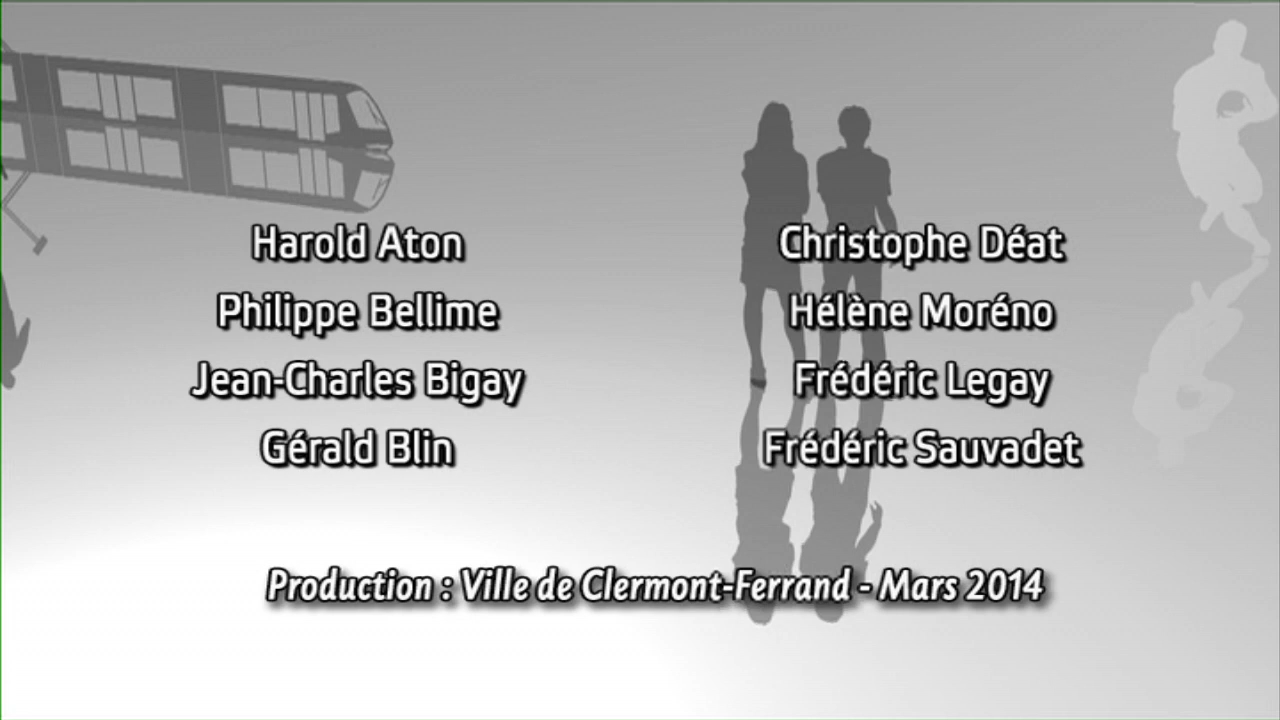 Harold Aton
Philippe Bellime
Jean-Charles Bigay
Gérald Blin
Christophe Déat
Hélène Moréno
Frédéric Legay
Frédéric Sauvadet
Production : Ville de Clermont-Ferrand - Mars 2014